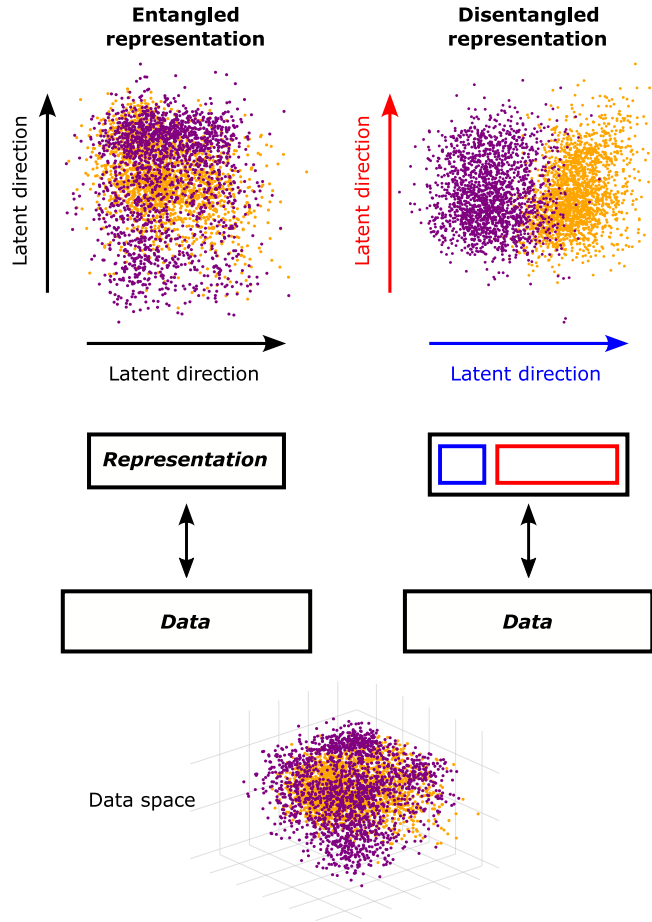 Entangled
representation
Disentangled
representation
Latent direction
Latent direction
Latent direction
Latent direction
Representation
Data
Data
Data space